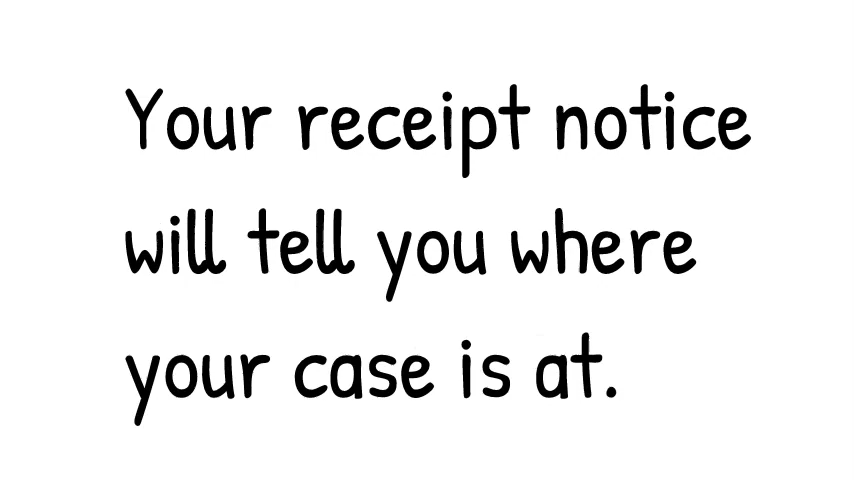 Your receipt notice
will tell you where
your case is at.